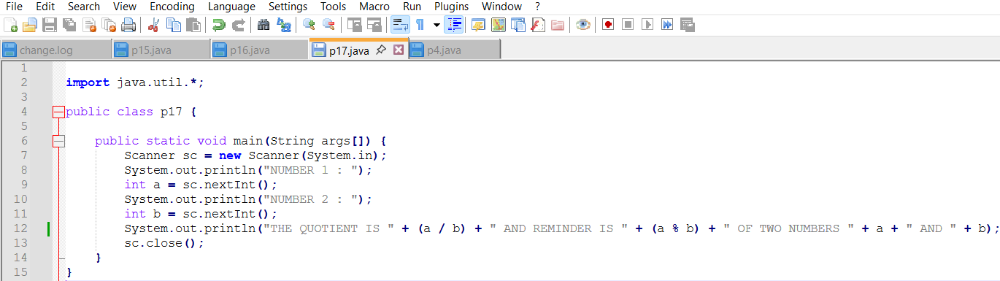 File Edit Search View Encoding Language Settings Tools Macro Run Plugins Window ?
change.log p15.java p16.java p17.java p4.java
1
2 import java.util.*;
3
4 public class p17 {
5
6 public static void main(String args[]) {
7 Scanner sc = new Scanner(System.in);
8 System.out.println("NUMBER 1 : ");
9 int a = sc.nextInt();
10 System.out.println("NUMBER 2 : ");
11 int b = sc.nextInt();
12 System.out.println("THE QUOTIENT IS " + (a / b) + " AND REMINDER IS " + (a % b) + " OF TWO NUMBERS " + a + " AND " + b);
13 sc.close();
14 }
15 }